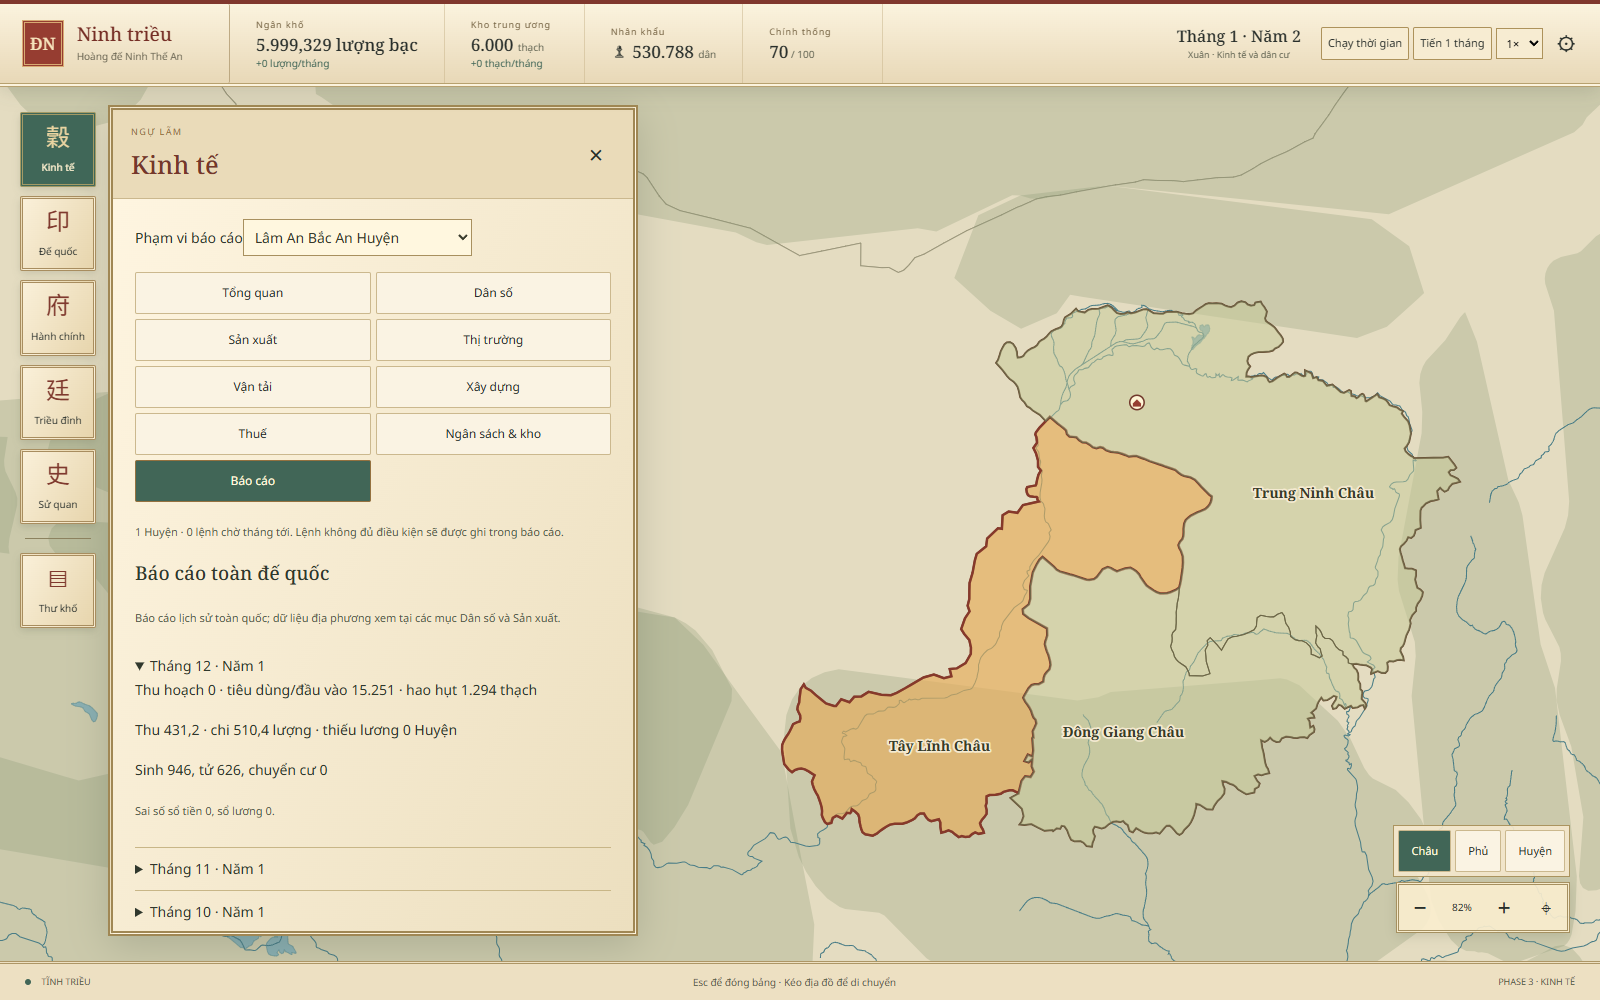 ĐN
Ninh triều
Hoàng đế Ninh Thế An
Ngân khố
5.999,329 lượng bạc
+0 lượng/tháng
Kho trung ương
6.000 thạch
+0 thạch/tháng
Nhân khẩu
530.788 dân
Chính thống
70 / 100
Tháng 1 · Năm 2
Xuân · Kinh tế và dân cư
Chạy thời gian
Tiến 1 tháng
1×
穀
Kinh tế
印
Đế quốc
府
Hành chính
廷
Triều đình
史
Sử quan
▤
Thư khố
NGỰ LÃM
Kinh tế
×
Phạm vi báo cáo
Lâm An Bắc An Huyện
Tổng quan
Dân số
Sản xuất
Thị trường
Vận tải
Xây dựng
Thuế
Ngân sách & kho
Báo cáo
1 Huyện · 0 lệnh chờ tháng tới. Lệnh không đủ điều kiện sẽ được ghi trong báo cáo.
Báo cáo toàn đế quốc
Báo cáo lịch sử toàn quốc; dữ liệu địa phương xem tại các mục Dân số và Sản xuất.
▼ Tháng 12 · Năm 1
Thu hoạch 0 · tiêu dùng/đầu vào 15.251 · hao hụt 1.294 thạch
Thu 431,2 · chi 510,4 lượng · thiếu lương 0 Huyện
Sinh 946, tử 626, chuyển cư 0
Sai số sổ tiền 0, sổ lương 0.
▶ Tháng 11 · Năm 1
▶ Tháng 10 · Năm 1
Trung Ninh Châu
Đông Giang Châu
Tây Lĩnh Châu
Châu
Phủ
Huyện
− 82% + ⌖
TĨNH TRIỀU
Esc để đóng bảng · Kéo địa đồ để di chuyển
PHASE 3 · KINH TẾ